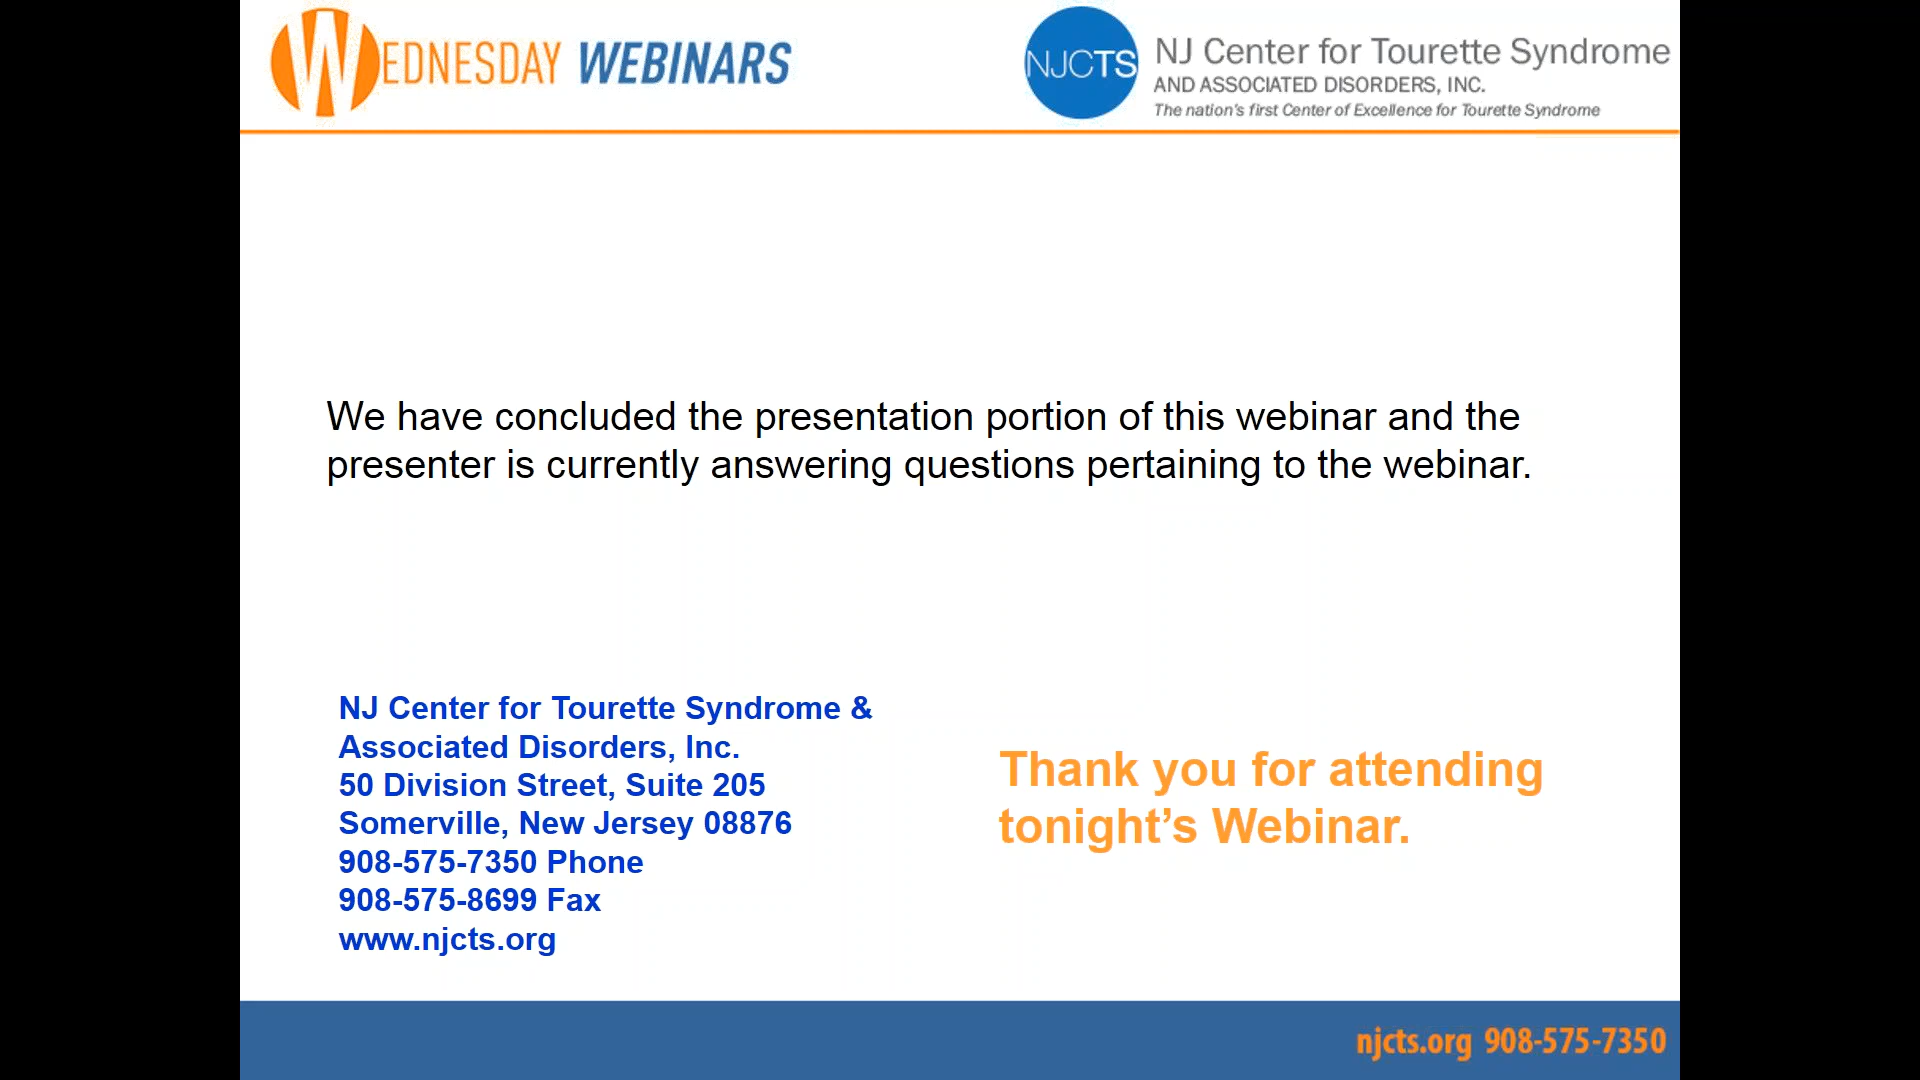 WEDNESDAY WEBINARS
NJCTS
NJ Center for Tourette Syndrome
AND ASSOCIATED DISORDERS, INC.
The nation's first Center of Excellence for Tourette Syndrome
We have concluded the presentation portion of this webinar and the
presenter is currently answering questions pertaining to the webinar.
NJ Center for Tourette Syndrome &
Associated Disorders, Inc.
50 Division Street, Suite 205
Somerville, New Jersey 08876
908-575-7350 Phone
908-575-8699 Fax
www.njcts.org
Thank you for attending
tonight’s Webinar.
njcts.org 908-575-7350